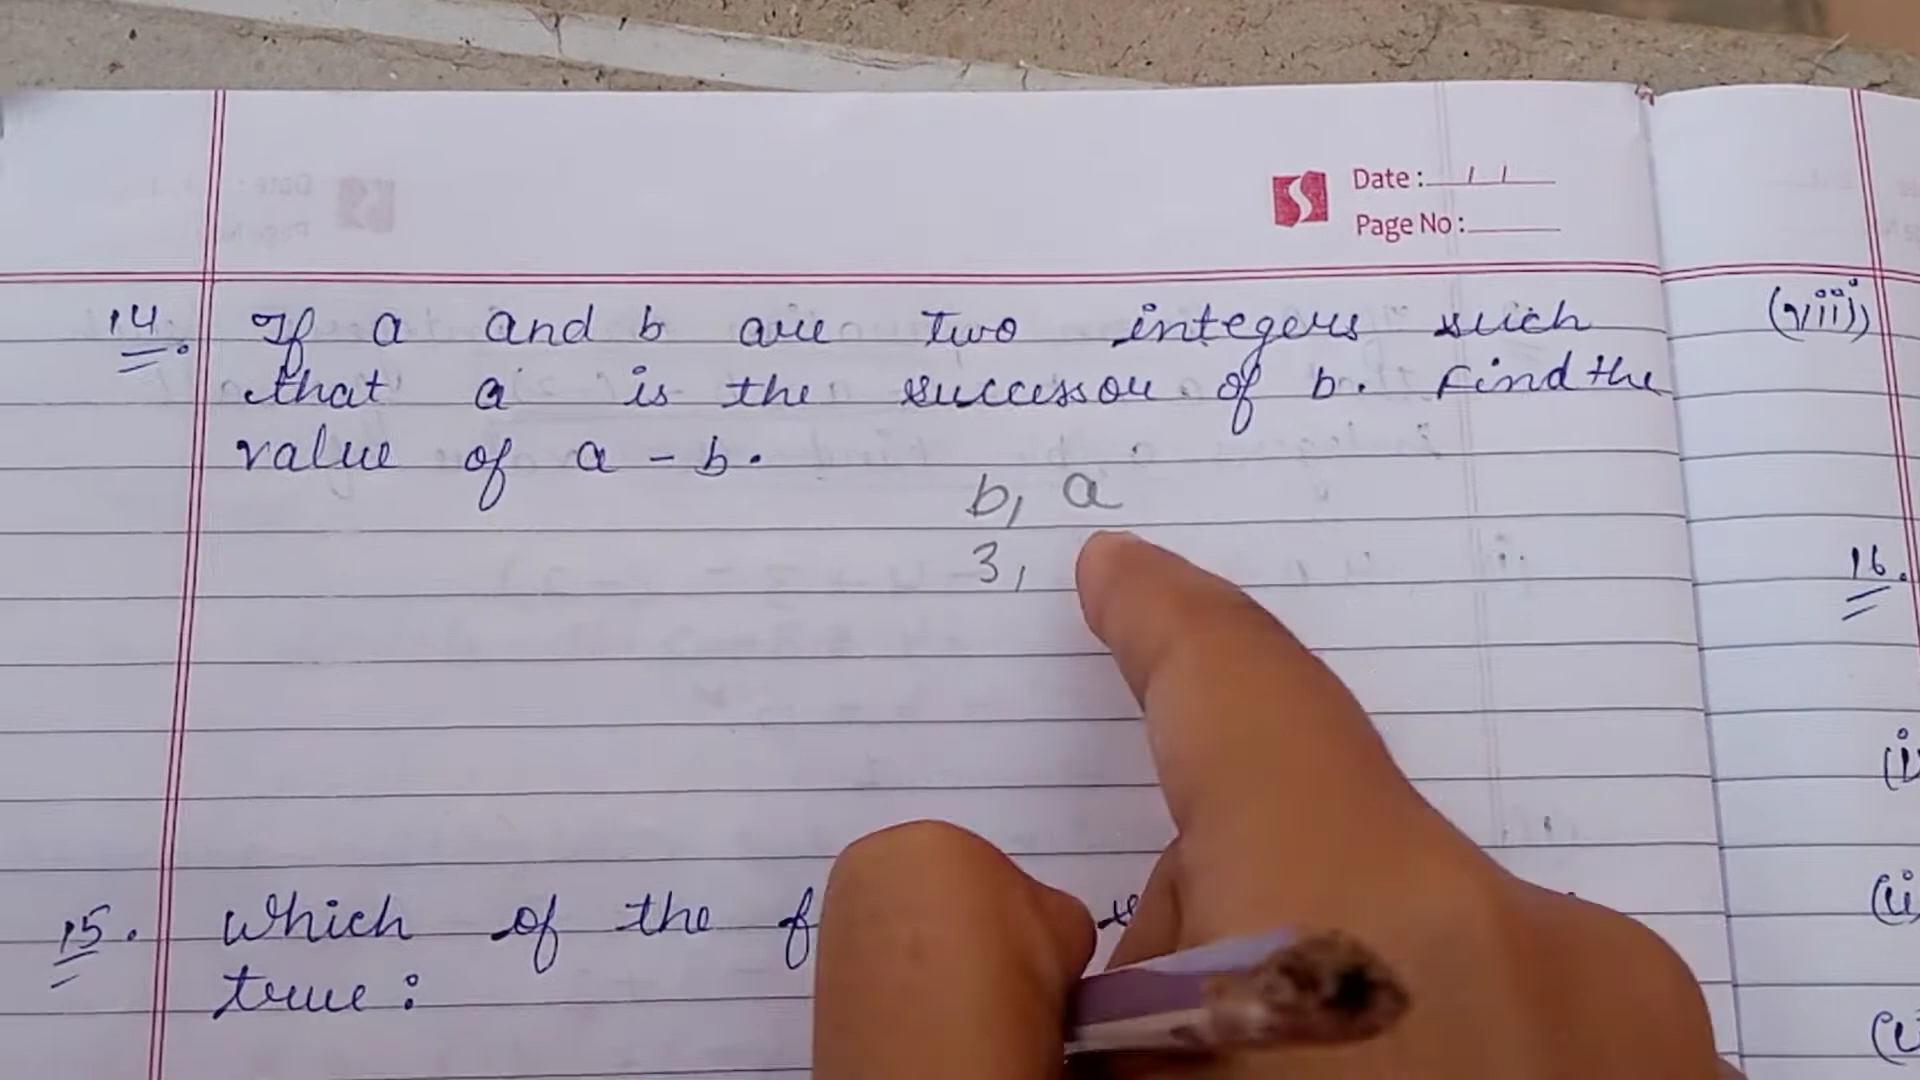 Date : / /
Page No :
14. If a and b are two integers such
that a is the successor of b. Find the
value of a - b.
b, a
3,
15. Which of the
true :
(viii)
16.